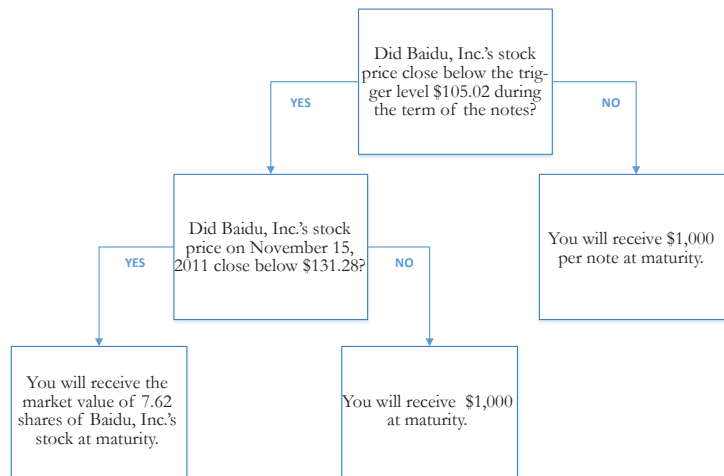 Did Baidu, Inc.'s stock
price close below the trig-
ger level $105.02 during
the term of the notes?
YES
NO
Did Baidu, Inc.'s stock
price on November 15,
2011 close below $131.28?
You will receive $1,000
per note at maturity.
YES
NO
You will receive the
market value of 7.62
shares of Baidu, Inc.'s
stock at maturity.
You will receive $1,000
at maturity.